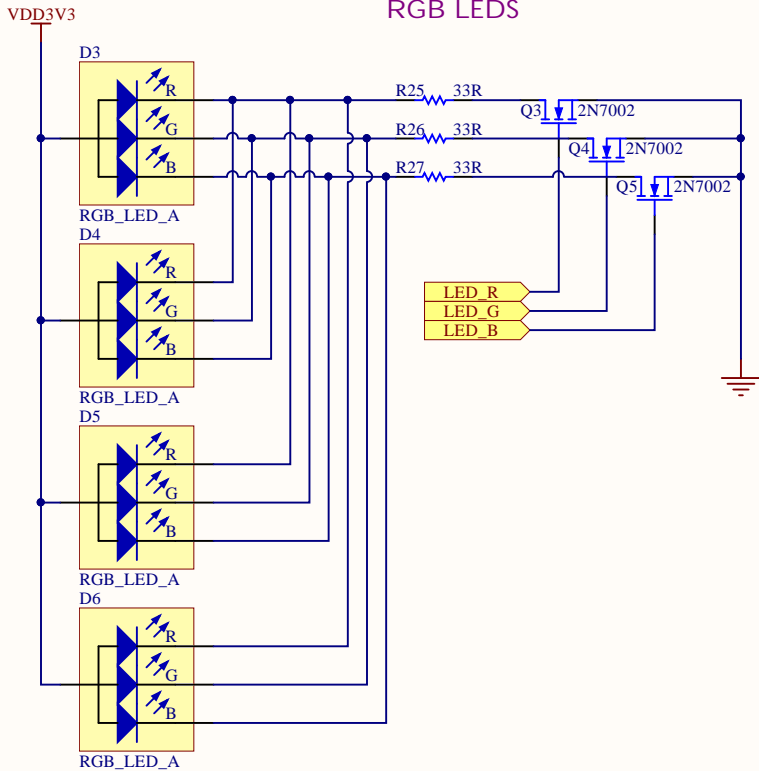 RGB LEDS
VDD3V3
D3
R
G
B
RGB_LED_A
R25 33R
R26 33R
R27 33R
Q3 2N7002
Q4 2N7002
Q5 2N7002
D4
R
G
B
RGB_LED_A
LED_R
LED_G
LED_B
D5
R
G
B
RGB_LED_A
D6
R
G
B
RGB_LED_A